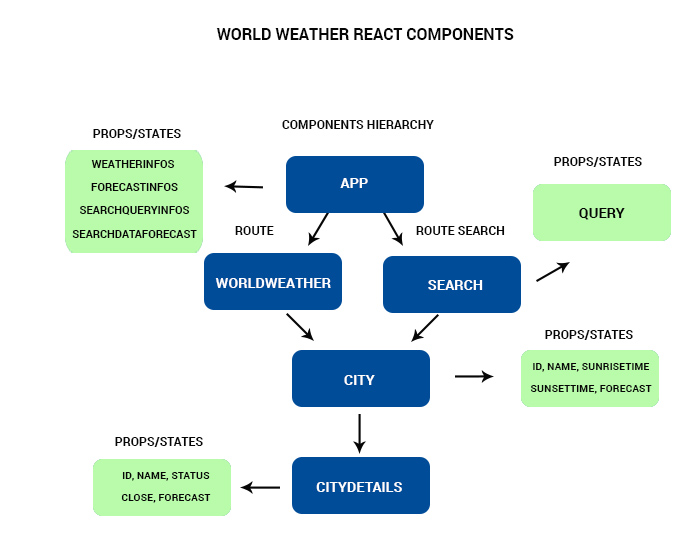 WORLD WEATHER REACT COMPONENTS
COMPONENTS HIERARCHY
PROPS/STATES
WEATHERINFOS
FORECASTINFOS
SEARCHQUERYINFOS
SEARCHDATAFORECAST
APP
PROPS/STATES
QUERY
ROUTE
ROUTE SEARCH
WORLDWEATHER
SEARCH
PROPS/STATES
ID, NAME, SUNRISETIME
SUNSETTIME, FORECAST
CITY
PROPS/STATES
ID, NAME, STATUS
CLOSE, FORECAST
CITYDETAILS